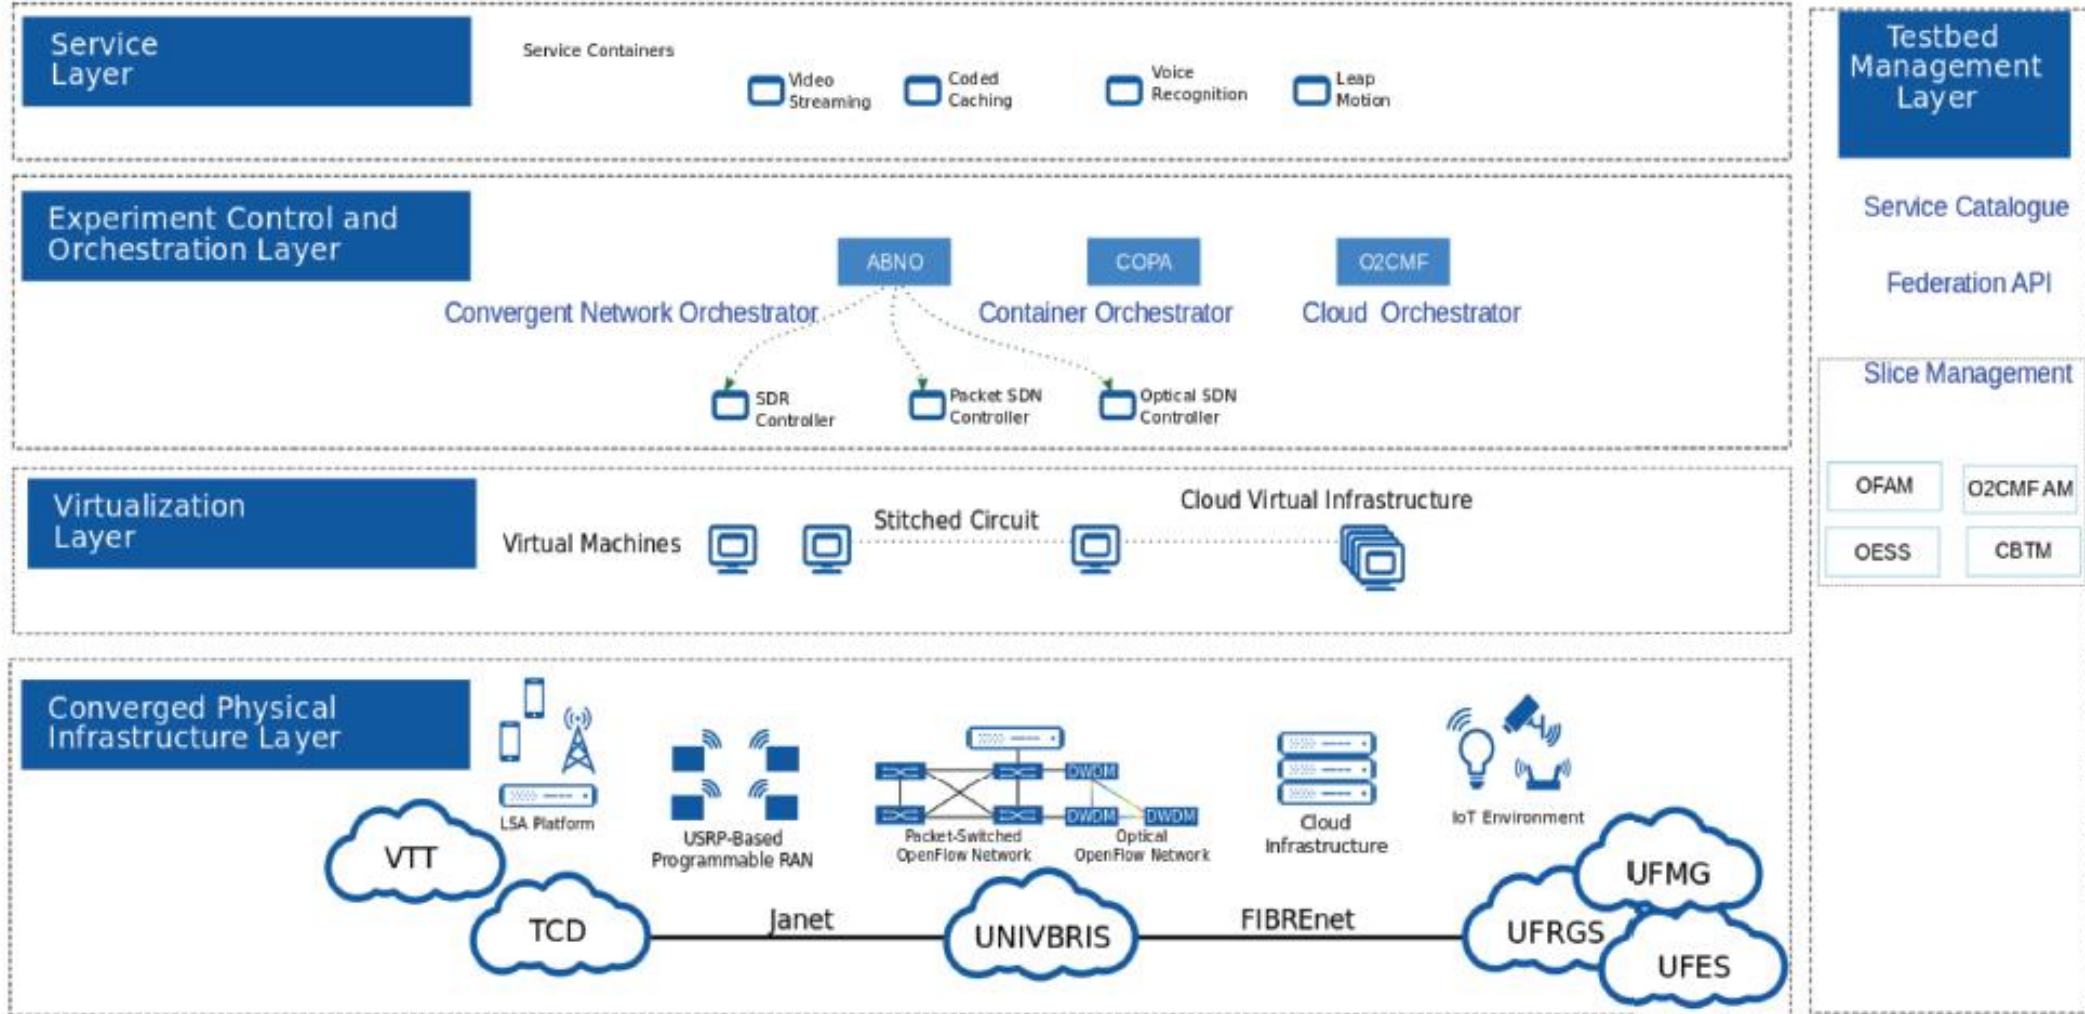 Service
Layer
Service Containers
Video
Streaming
Coded
Caching
Voice
Recognition
Leap
Motion
Experiment Control and
Orchestration Layer
ABNO
COPA
O2CMF
Convergent Network Orchestrator
Container Orchestrator
Cloud Orchestrator
SDR
Controller
Packet SDN
Controller
Optical SDN
Controller
Virtualization
Layer
Virtual Machines
Stitched Circuit
Cloud Virtual Infrastructure
Converged Physical
Infrastructure Layer
LSA Platform
USRP-Based
Programmable RAN
DWDM
DWDM
DWDM
Packet-Switched
OpenFlow Network
Optical
OpenFlow Network
Cloud
Infrastructure
IoT Environment
VTT
TCD
Janet
UNIVBRIS
FIBREnet
UFRGS
UFMG
UFES
Testbed
Management
Layer
Service Catalogue
Federation API
Slice Management
OFAM
O2CMF AM
OESS
CBTM